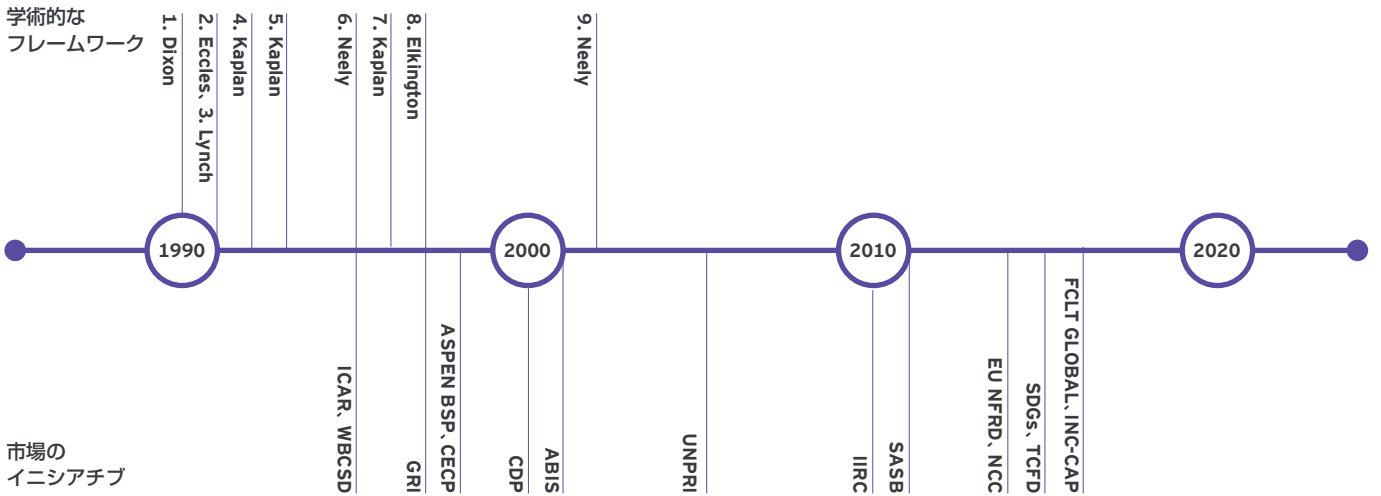 学術的な
フレームワーク
1. Dixon
2. Eccles、3. Lynch
4. Kaplan
5. Kaplan
6. Neely
7. Kaplan
8. Elkington
9. Neely
1990
2000
2010
2020
市場の
イニシアチブ
ICAR、WBCSD
GRI
ASPEN BSP、CECP
CDP
ABIS
UNPRI
IIRC
SASB
EU NFRD、NCC
SDGs、TCFD
FCLT GLOBAL、INC-CAP